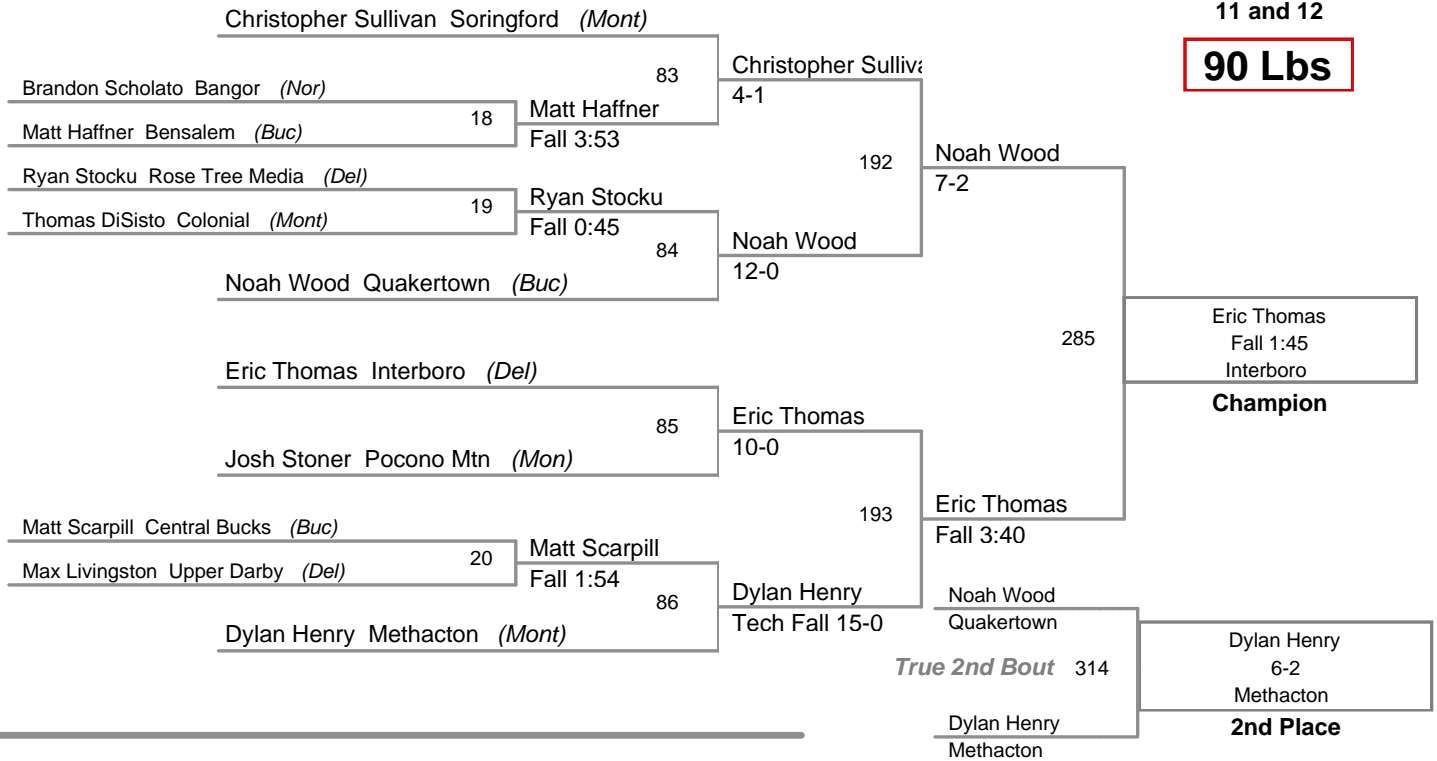 11 and 12
90 Lbs
Christopher Sullivan Soringford (Mont)
83
Christopher Sulliva
4-1
Brandon Scholato Bangor (Nor)
18
Matt Haffner
Fall 3:53
Matt Haffner Bensalem (Buc)
192
Noah Wood
7-2
Ryan Stocku Rose Tree Media (Del)
19
Ryan Stocku
Fall 0:45
Thomas DiSisto Colonial (Mont)
84
Noah Wood
12-0
Noah Wood Quakertown (Buc)
285
Eric Thomas
Fall 1:45
Interboro
Champion
Eric Thomas Interboro (Del)
85
Eric Thomas
10-0
Josh Stoner Pocono Mtn (Mon)
193
Eric Thomas
Fall 3:40
Matt Scarpill Central Bucks (Buc)
20
Matt Scarpill
Fall 1:54
Max Livingston Upper Darby (Del)
86
Dylan Henry
Tech Fall 15-0
Dylan Henry Methacton (Mont)
Noah Wood
Quakertown
True 2nd Bout 314
Dylan Henry
6-2
Methacton
2nd Place
Dylan Henry
Methacton